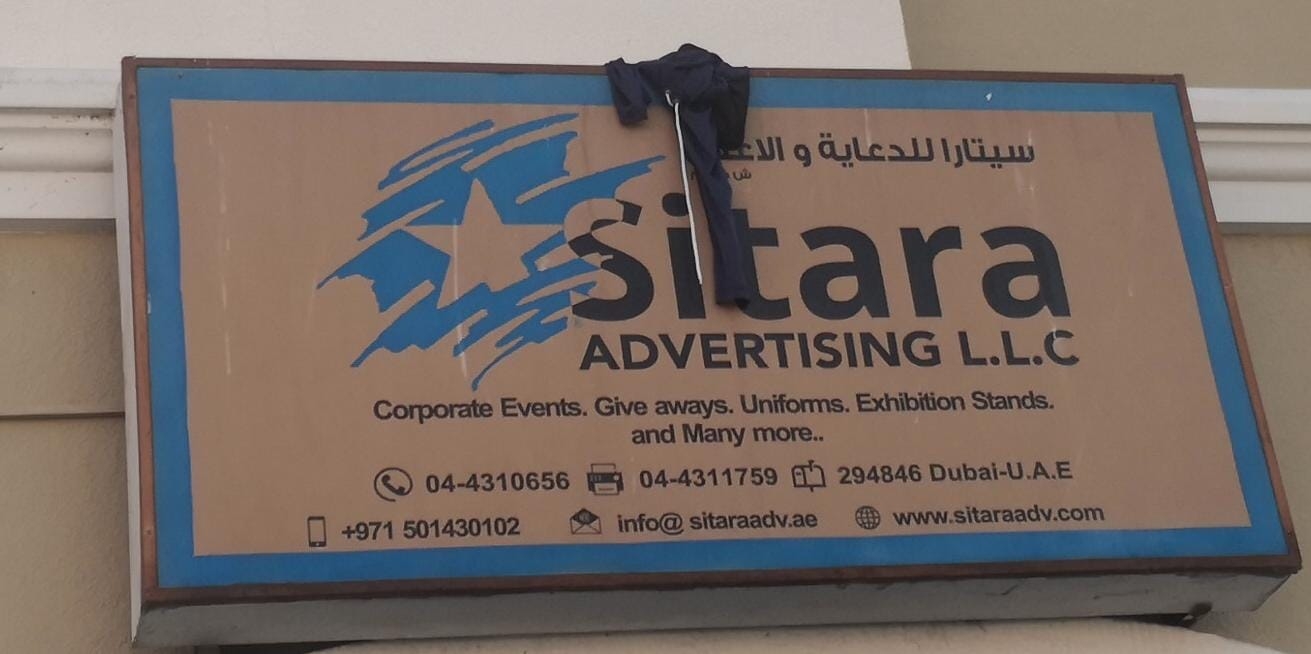 سيتارا للدعاية و
Sitara
ADVERTISING L.L.C
Corporate Events. Give aways. Uniforms. Exhibition Stands.
and Many more..
04-4310656 04-4311759 294846 Dubai-U.A.E
+971 501430102 info@ sitaraadv.ae www.sitaraadv.com